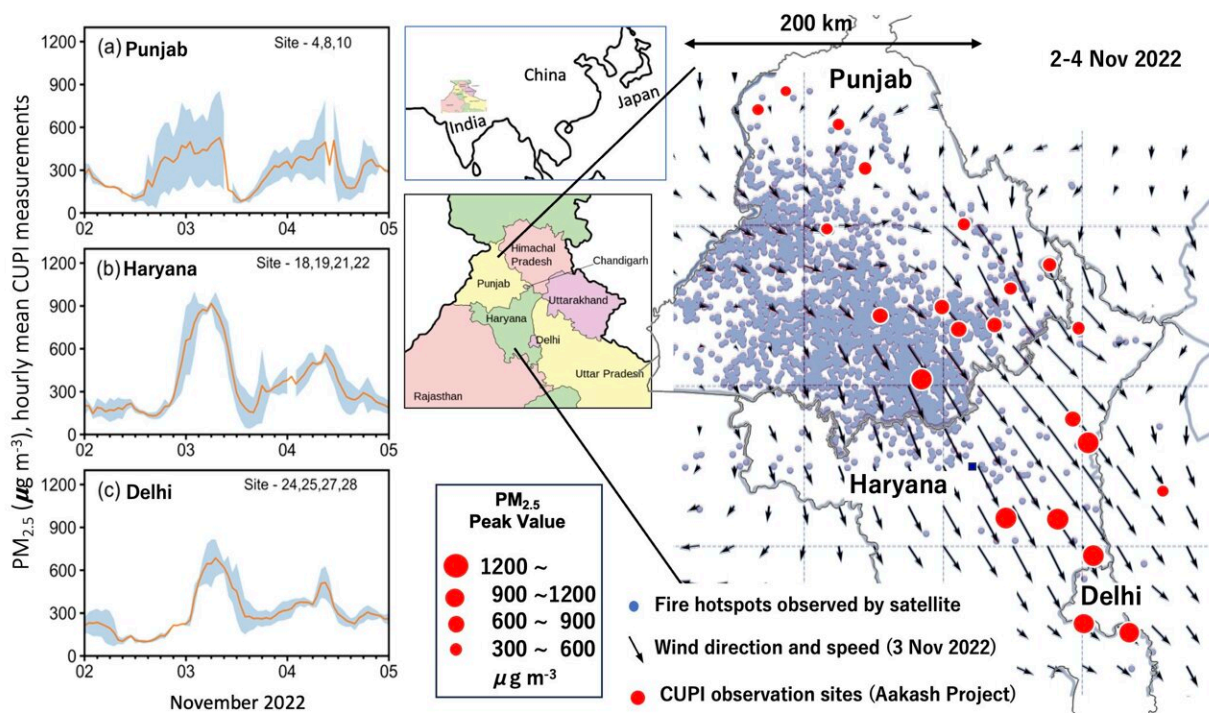 PM2.5 (μg m-3), hourly mean CUPI measurements
(a) Punjab
Site - 4,8,10
1200
900
600
300
0
02
03
04
05
(b) Haryana
Site - 18,19,21,22
1200
900
600
300
0
02
03
04
05
(c) Delhi
Site - 24,25,27,28
1200
900
600
300
0
02
03
04
05
November 2022
China
Japan
India
Himachal
Pradesh
Chandigarh
Punjab
Uttarakhand
Haryana
Delhi
Uttar Pradesh
Rajasthan
PM2.5
Peak Value
1200 ~
900 ~1200
600 ~ 900
300 ~ 600
μg m-3
200 km
2-4 Nov 2022
Punjab
Haryana
Delhi
Fire hotspots observed by satellite
Wind direction and speed (3 Nov 2022)
CUPI observation sites (Aakash Project)